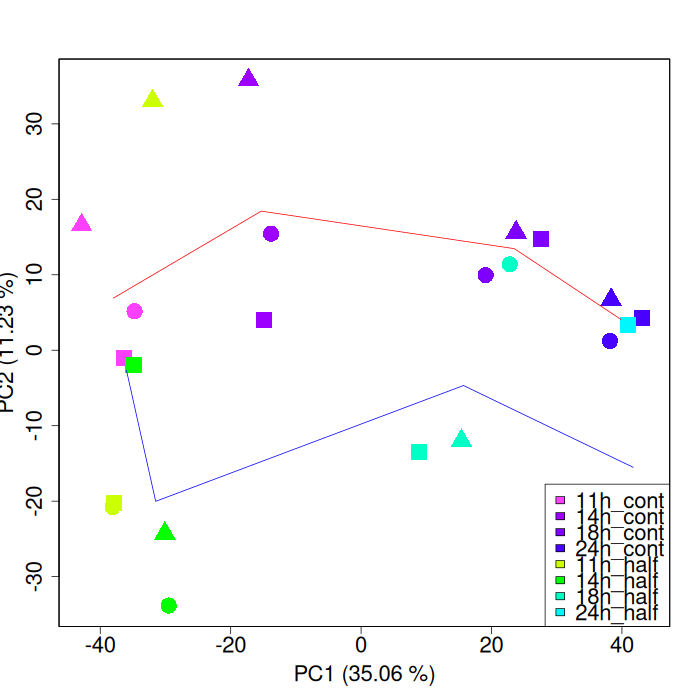 PC2 (11.23 %)
30
20
10
0
-10
-20
-30
-40
-20
0
20
40
PC1 (35.06 %)
11h_cont
14h_cont
18h_cont
24h_cont
11h_half
14h_half
18h_half
24h_half